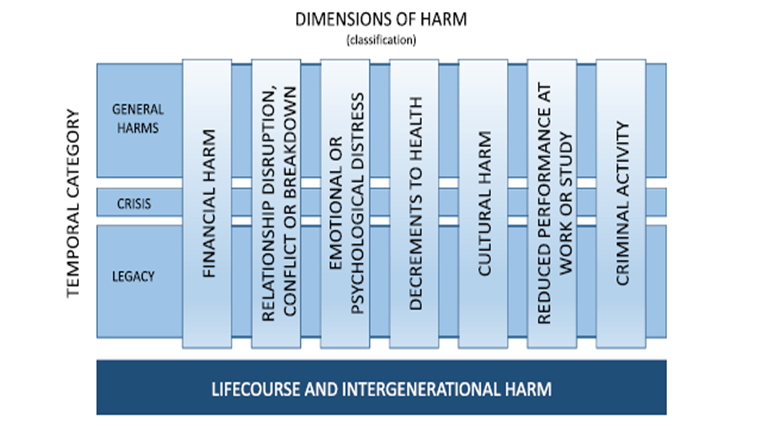 DIMENSIONS OF HARM
(classification)
TEMPORAL CATEGORY
GENERAL
HARMS
CRISIS
LEGACY
FINANCIAL HARM
RELATIONSHIP DISRUPTION,
CONFLICT OR BREAKDOWN
EMOTIONAL OR
PSYCHOLOGICAL DISTRESS
DECREMENTS TO HEALTH
CULTURAL HARM
REDUCED PERFORMANCE AT
WORK OR STUDY
CRIMINAL ACTIVITY
LIFECOURSE AND INTERGENERATIONAL HARM